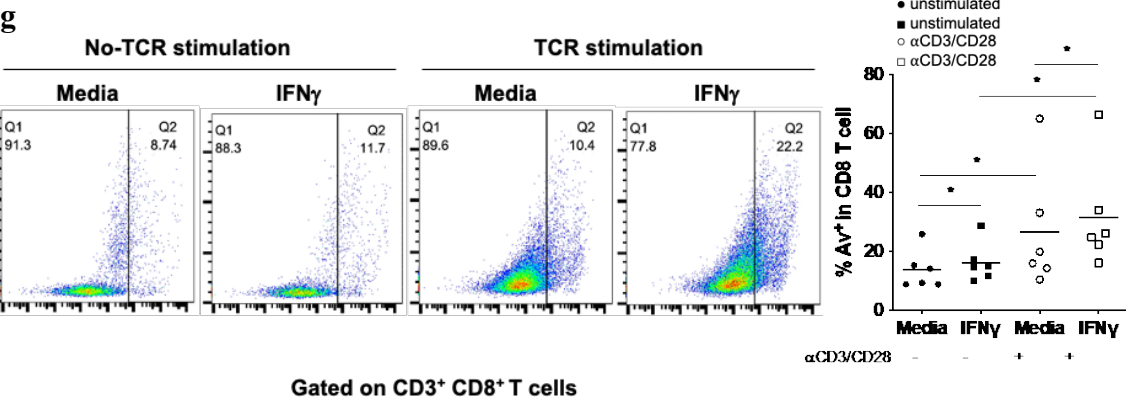 g
No-TCR stimulation
TCR stimulation
Media
IFNγ
Media
IFNγ
Q1
91.3
Q2
8.74
Q1
88.3
Q2
11.7
Q1
89.6
Q2
10.4
Q1
77.8
Q2
22.2
Gated on CD3⁺ CD8⁺ T cells
● unstimulated
■ unstimulated
○ αCD3/CD28
□ αCD3/CD28
% Av⁺ in CD8 T cell
80
60
40
20
0
*
*
*
*
Media IFNγ Media IFNγ
αCD3/CD28 - - + +